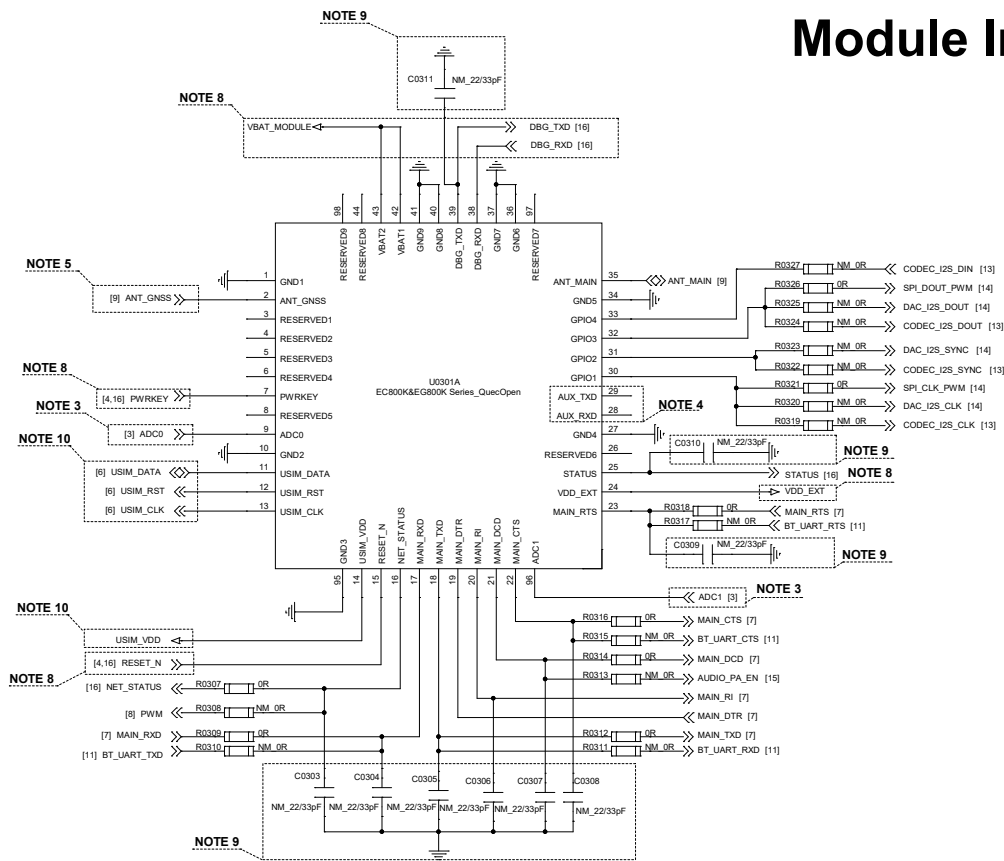 Module I
NOTE 9
C0311 NM_22/33pF
NOTE 8
VBAT_MODULE
DBG_TXD [16]
DBG_RXD [16]
98 44 43 42 41 40 39 38 37 36 97
RESERVED9 RESERVED8 VBAT2 VBAT1 GND9 GND8 DBG_TXD DBG_RXD GND7 GND6 RESERVED7
NOTE 5
[9] ANT_GNSS
NOTE 8
[4,16] PWRKEY
NOTE 3
[3] ADC0
NOTE 10
[6] USIM_DATA
[6] USIM_RST
[6] USIM_CLK
1 GND1
2 ANT_GNSS
3 RESERVED1
4 RESERVED2
5 RESERVED3
6 RESERVED4
7 PWRKEY
8 RESERVED5
9 ADC0
10 GND2
11 USIM_DATA
12 USIM_RST
13 USIM_CLK
U0301A
EC800K&EG800K Series_QuecOpen
ANT_MAIN 35 ANT_MAIN [9]
GND5 34
GPIO4 33
GPIO3 32
GPIO2 31
GPIO1 30
AUX_TXD 29
AUX_RXD 28
NOTE 4
GND4 27
RESERVED6 26
STATUS 25
VDD_EXT 24
MAIN_RTS 23
R0327 NM_0R CODEC_I2S_DIN [13]
R0326 0R SPI_DOUT_PWM [14]
R0325 NM_0R DAC_I2S_DOUT [14]
R0324 NM_0R CODEC_I2S_DOUT [13]
R0323 NM_0R DAC_I2S_SYNC [14]
R0322 NM_0R CODEC_I2S_SYNC [13]
R0321 0R SPI_CLK_PWM [14]
R0320 NM_0R DAC_I2S_CLK [14]
R0319 NM_0R CODEC_I2S_CLK [13]
C0310 NM_22/33pF
NOTE 9
STATUS [16]
NOTE 8
VDD_EXT
R0318 0R MAIN_RTS [7]
R0317 NM_0R BT_UART_RTS [11]
C0309 NM_22/33pF
NOTE 9
GND3 USIM_VDD RESET_N NET_STATUS MAIN_RXD MAIN_TXD MAIN_DTR MAIN_RI MAIN_DCD MAIN_CTS ADC1
95 14 15 16 17 18 19 20 21 22 96
ADC1 [3]
NOTE 3
NOTE 10
USIM_VDD
[4,16] RESET_N
NOTE 8
[16] NET_STATUS R0307 0R
[8] PWM R0308 NM_0R
[7] MAIN_RXD R0309 0R
[11] BT_UART_TXD R0310 NM_0R
R0316 0R MAIN_CTS [7]
R0315 NM_0R BT_UART_CTS [11]
R0314 0R MAIN_DCD [7]
R0313 NM_0R AUDIO_PA_EN [15]
MAIN_RI [7]
MAIN_DTR [7]
R0312 0R MAIN_TXD [7]
R0311 NM_0R BT_UART_RXD [11]
C0303 C0304 C0305 C0306 C0307 C0308
NM_22/33pF NM_22/33pF NM_22/33pF NM_22/33pF NM_22/33pF NM_22/33pF
NOTE 9